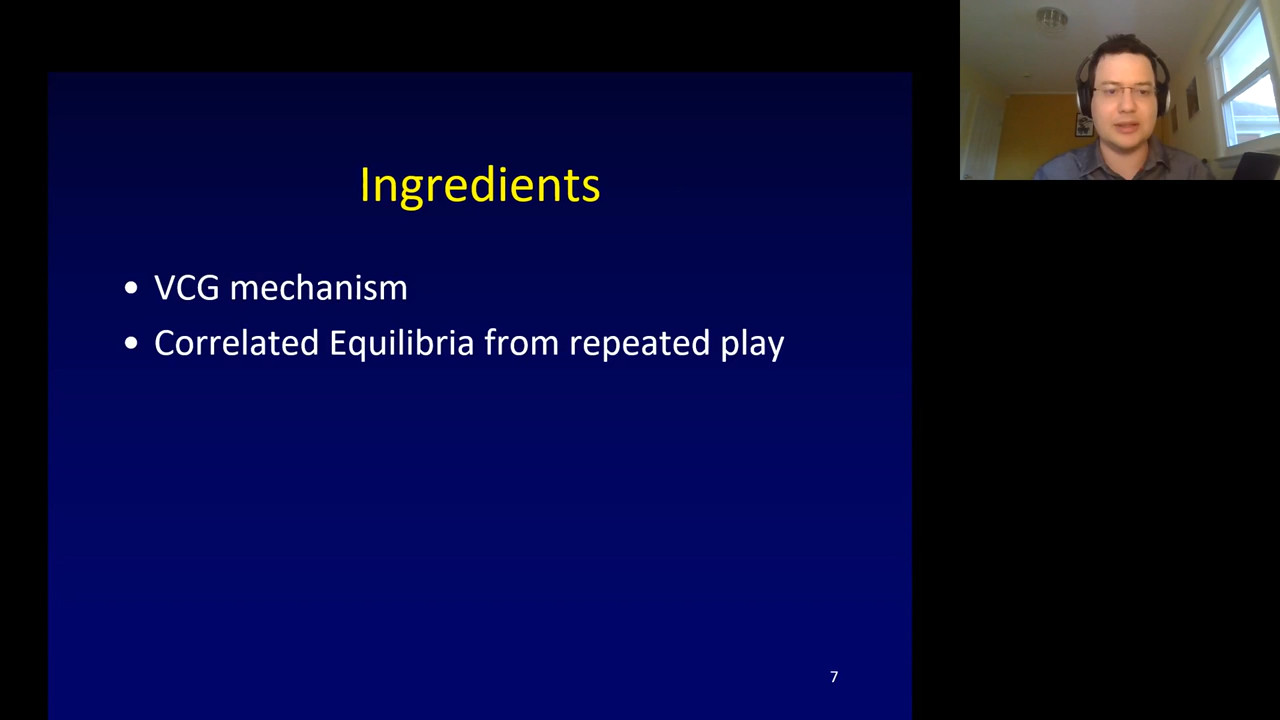 Ingredients
• VCG mechanism
• Correlated Equilibria from repeated play
7